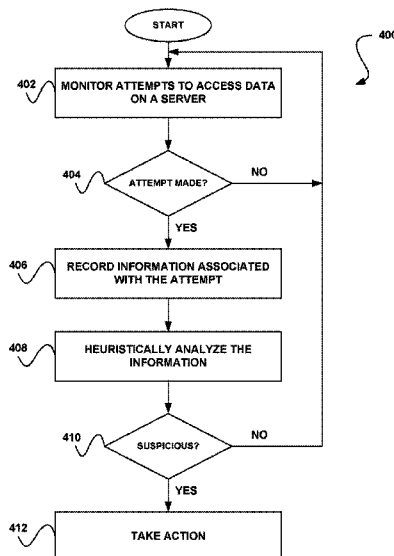 START
400
402
MONITOR ATTEMPTS TO ACCESS DATA
ON A SERVER
404
ATTEMPT MADE?
NO
YES
406
RECORD INFORMATION ASSOCIATED
WITH THE ATTEMPT
408
HEURISTICALLY ANALYZE THE
INFORMATION
410
SUSPICIOUS?
NO
YES
412
TAKE ACTION